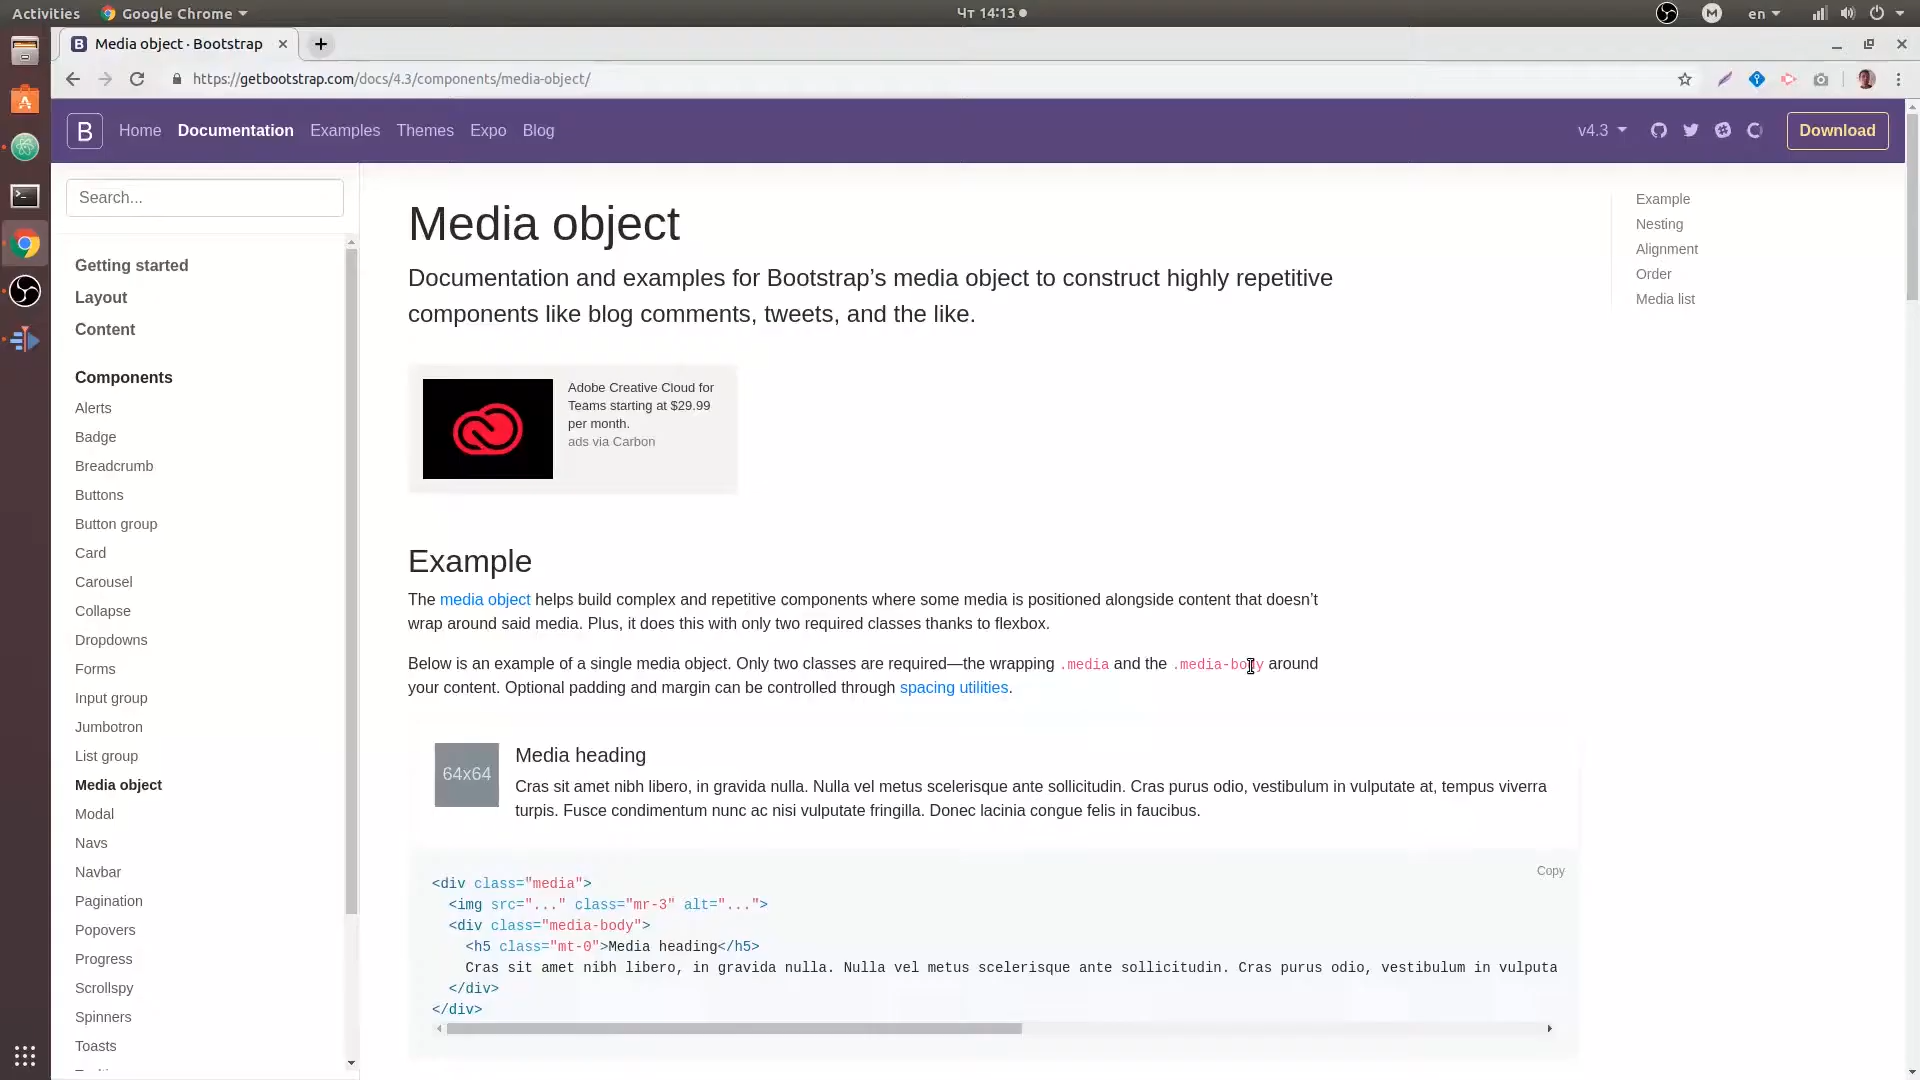 Activities
Google Chrome
Чт 14:13
en
Media object · Bootstrap
https://getbootstrap.com/docs/4.3/components/media-object/
B
Home
Documentation
Examples
Themes
Expo
Blog
v4.3
Download
Search...
Getting started
Layout
Content
Components
Alerts
Badge
Breadcrumb
Buttons
Button group
Card
Carousel
Collapse
Dropdowns
Forms
Input group
Jumbotron
List group
Media object
Modal
Navs
Navbar
Pagination
Popovers
Progress
Scrollspy
Spinners
Toasts
Media object
Documentation and examples for Bootstrap’s media object to construct highly repetitive
components like blog comments, tweets, and the like.
Adobe Creative Cloud for
Teams starting at $29.99
per month.
ads via Carbon
Example
The media object helps build complex and repetitive components where some media is positioned alongside content that doesn’t
wrap around said media. Plus, it does this with only two required classes thanks to flexbox.
Below is an example of a single media object. Only two classes are required—the wrapping .media and the .media-body around
your content. Optional padding and margin can be controlled through spacing utilities.
64x64
Media heading
Cras sit amet nibh libero, in gravida nulla. Nulla vel metus scelerisque ante sollicitudin. Cras purus odio, vestibulum in vulputate at, tempus viverra
turpis. Fusce condimentum nunc ac nisi vulputate fringilla. Donec lacinia congue felis in faucibus.
Copy
<div class="media">
<img src="..." class="mr-3" alt="...">
<div class="media-body">
<h5 class="mt-0">Media heading</h5>
Cras sit amet nibh libero, in gravida nulla. Nulla vel metus scelerisque ante sollicitudin. Cras purus odio, vestibulum in vulputa
</div>
</div>
Example
Nesting
Alignment
Order
Media list